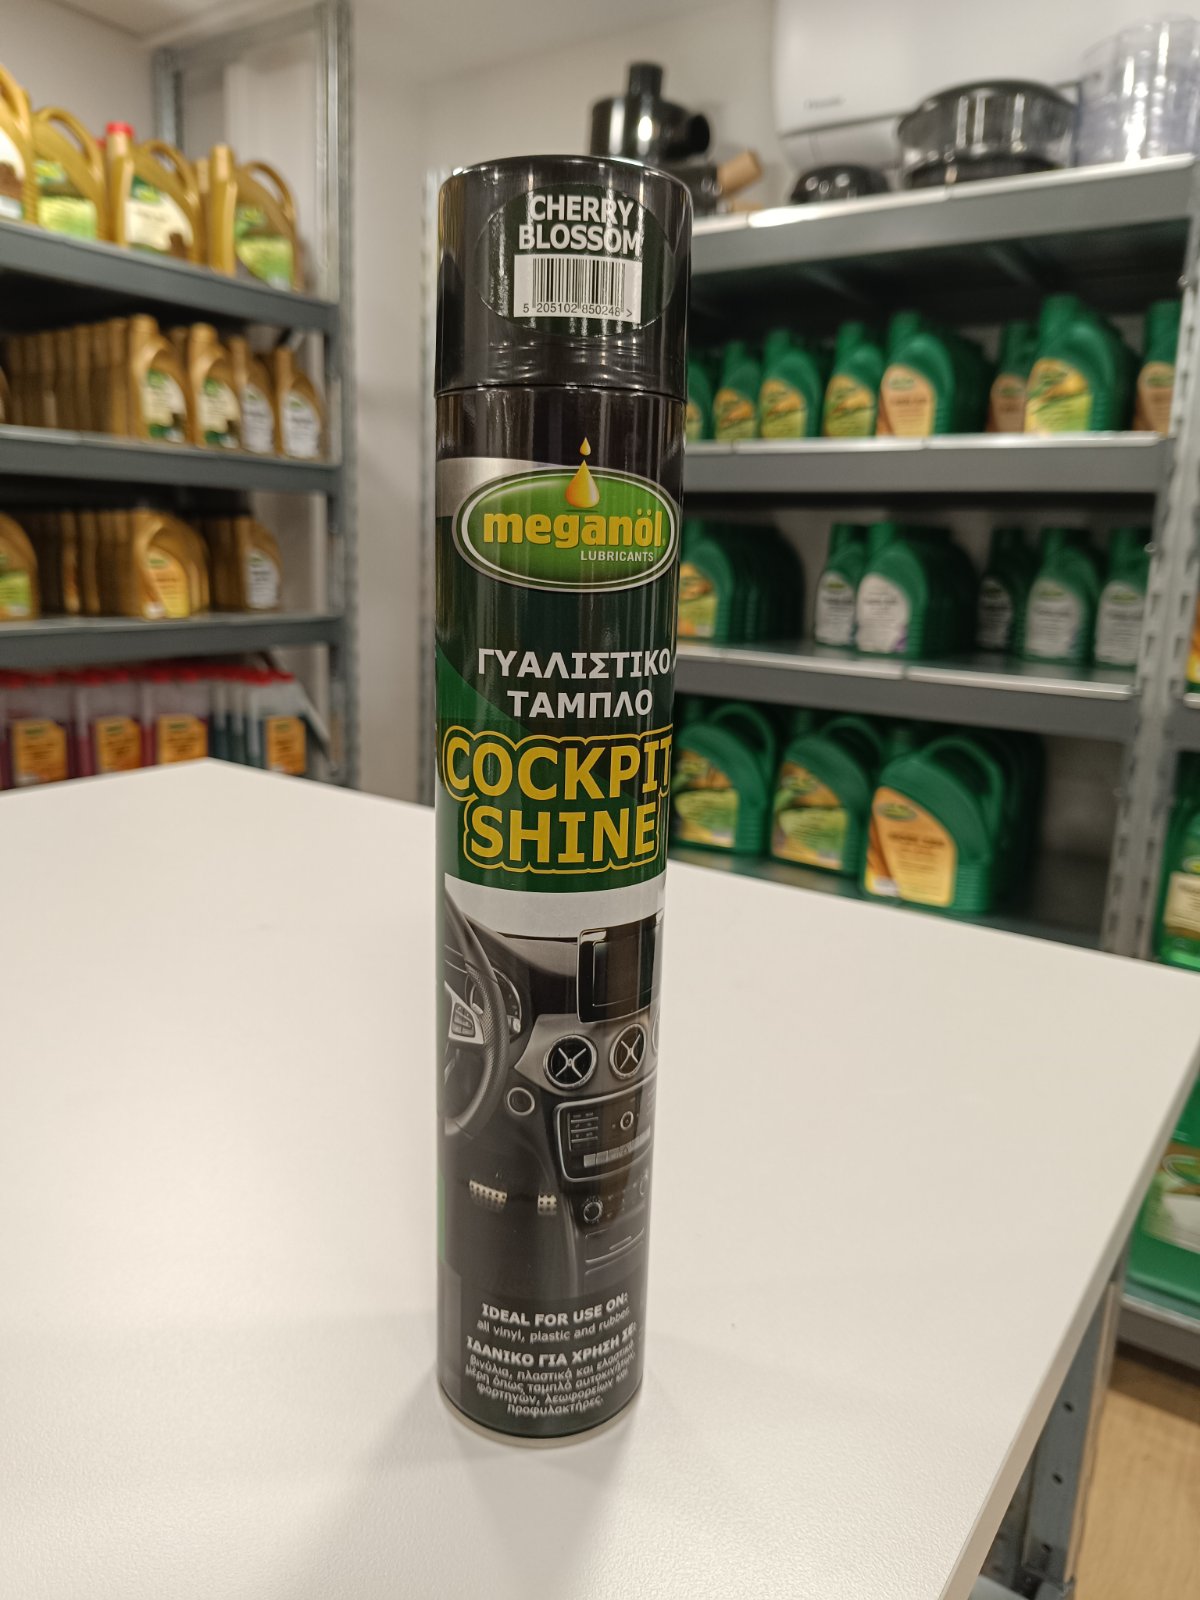 CHERRY
BLOSSOM
5 205102 850248 >
meganöl
LUBRICANTS
ΓΥΑΛΙΣΤΙΚΟ
ΤΑΜΠΛΟ
COCKPIT
SHINE
IDEAL FOR USE ON:
all vinyl, plastic and rubber.
ΙΔΑΝΙΚΟ ΓΙΑ ΧΡΗΣΗ ΣΕ:
βινύλια, πλαστικά και ελαστικά
μέρη όπως ταμπλό αυτοκινήτων
φορτηγών, λεωφορείων και
προφυλακτήρες.